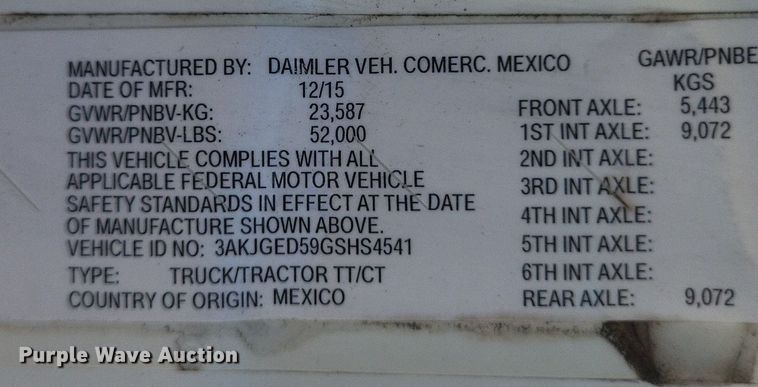 MANUFACTURED BY: DAIMLER VEH. COMERC. MEXICO
DATE OF MFR: 12/15
GVWR/PNBV-KG: 23,587
GVWR/PNBV-LBS: 52,000
THIS VEHICLE COMPLIES WITH ALL
APPLICABLE FEDERAL MOTOR VEHICLE
SAFETY STANDARDS IN EFFECT AT THE DATE
OF MANUFACTURE SHOWN ABOVE.
VEHICLE ID NO: 3AKJGED59GSHS4541
TYPE: TRUCK/TRACTOR TT/CT
COUNTRY OF ORIGIN: MEXICO
GAWR/PNBE
KGS
FRONT AXLE: 5,443
1ST INT AXLE: 9,072
2ND INT AXLE:
3RD INT AXLE:
4TH INT AXLE:
5TH INT AXLE:
6TH INT AXLE:
REAR AXLE: 9,072
Purple Wave Auction